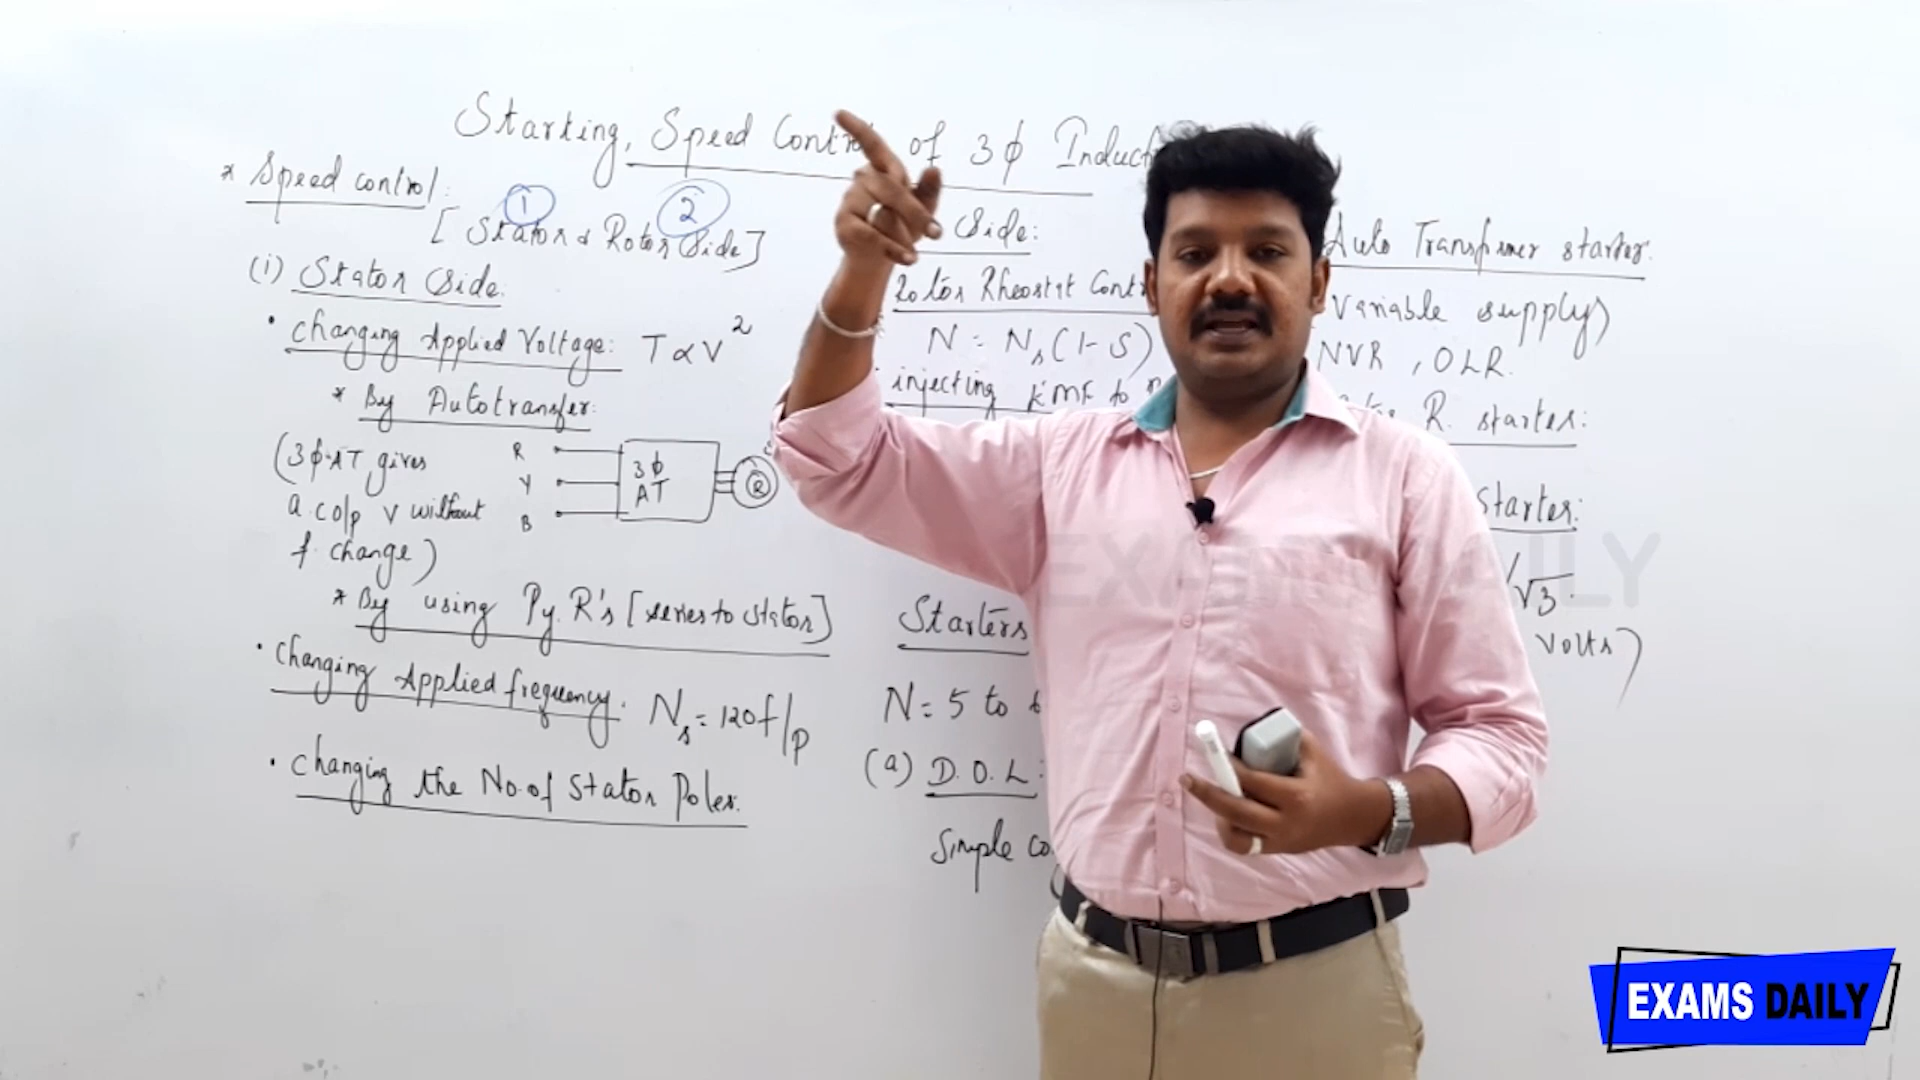 Starting, Speed Control of 3ϕ Induct
* Speed control:
[ Stator & Rotor Side ]
1
2
(i) Stator Side.
• Changing Applied Voltage: T ∝ V²
* By Autotransfer:
(3ϕ-AT gives
a c o/p v without
f. change)
R
Y
B
3ϕ
AT
R
* By using Py. R's [series to stator]
• Changing Applied frequency. Ns = 120f/p
• Changing the No. of Stator Poles.
Side:
Rotor Rheostat Contr
N = Ns (1-S)
injecting EMF to
Starters
N = 5 to
(a) D.O.L:
Simple co
Auto Transformer starter:
Variable supply)
NVR, OLR.
R. starter:
Starter:
/√3.
Volts)
EXAMS DAILY
EXAMS DAILY